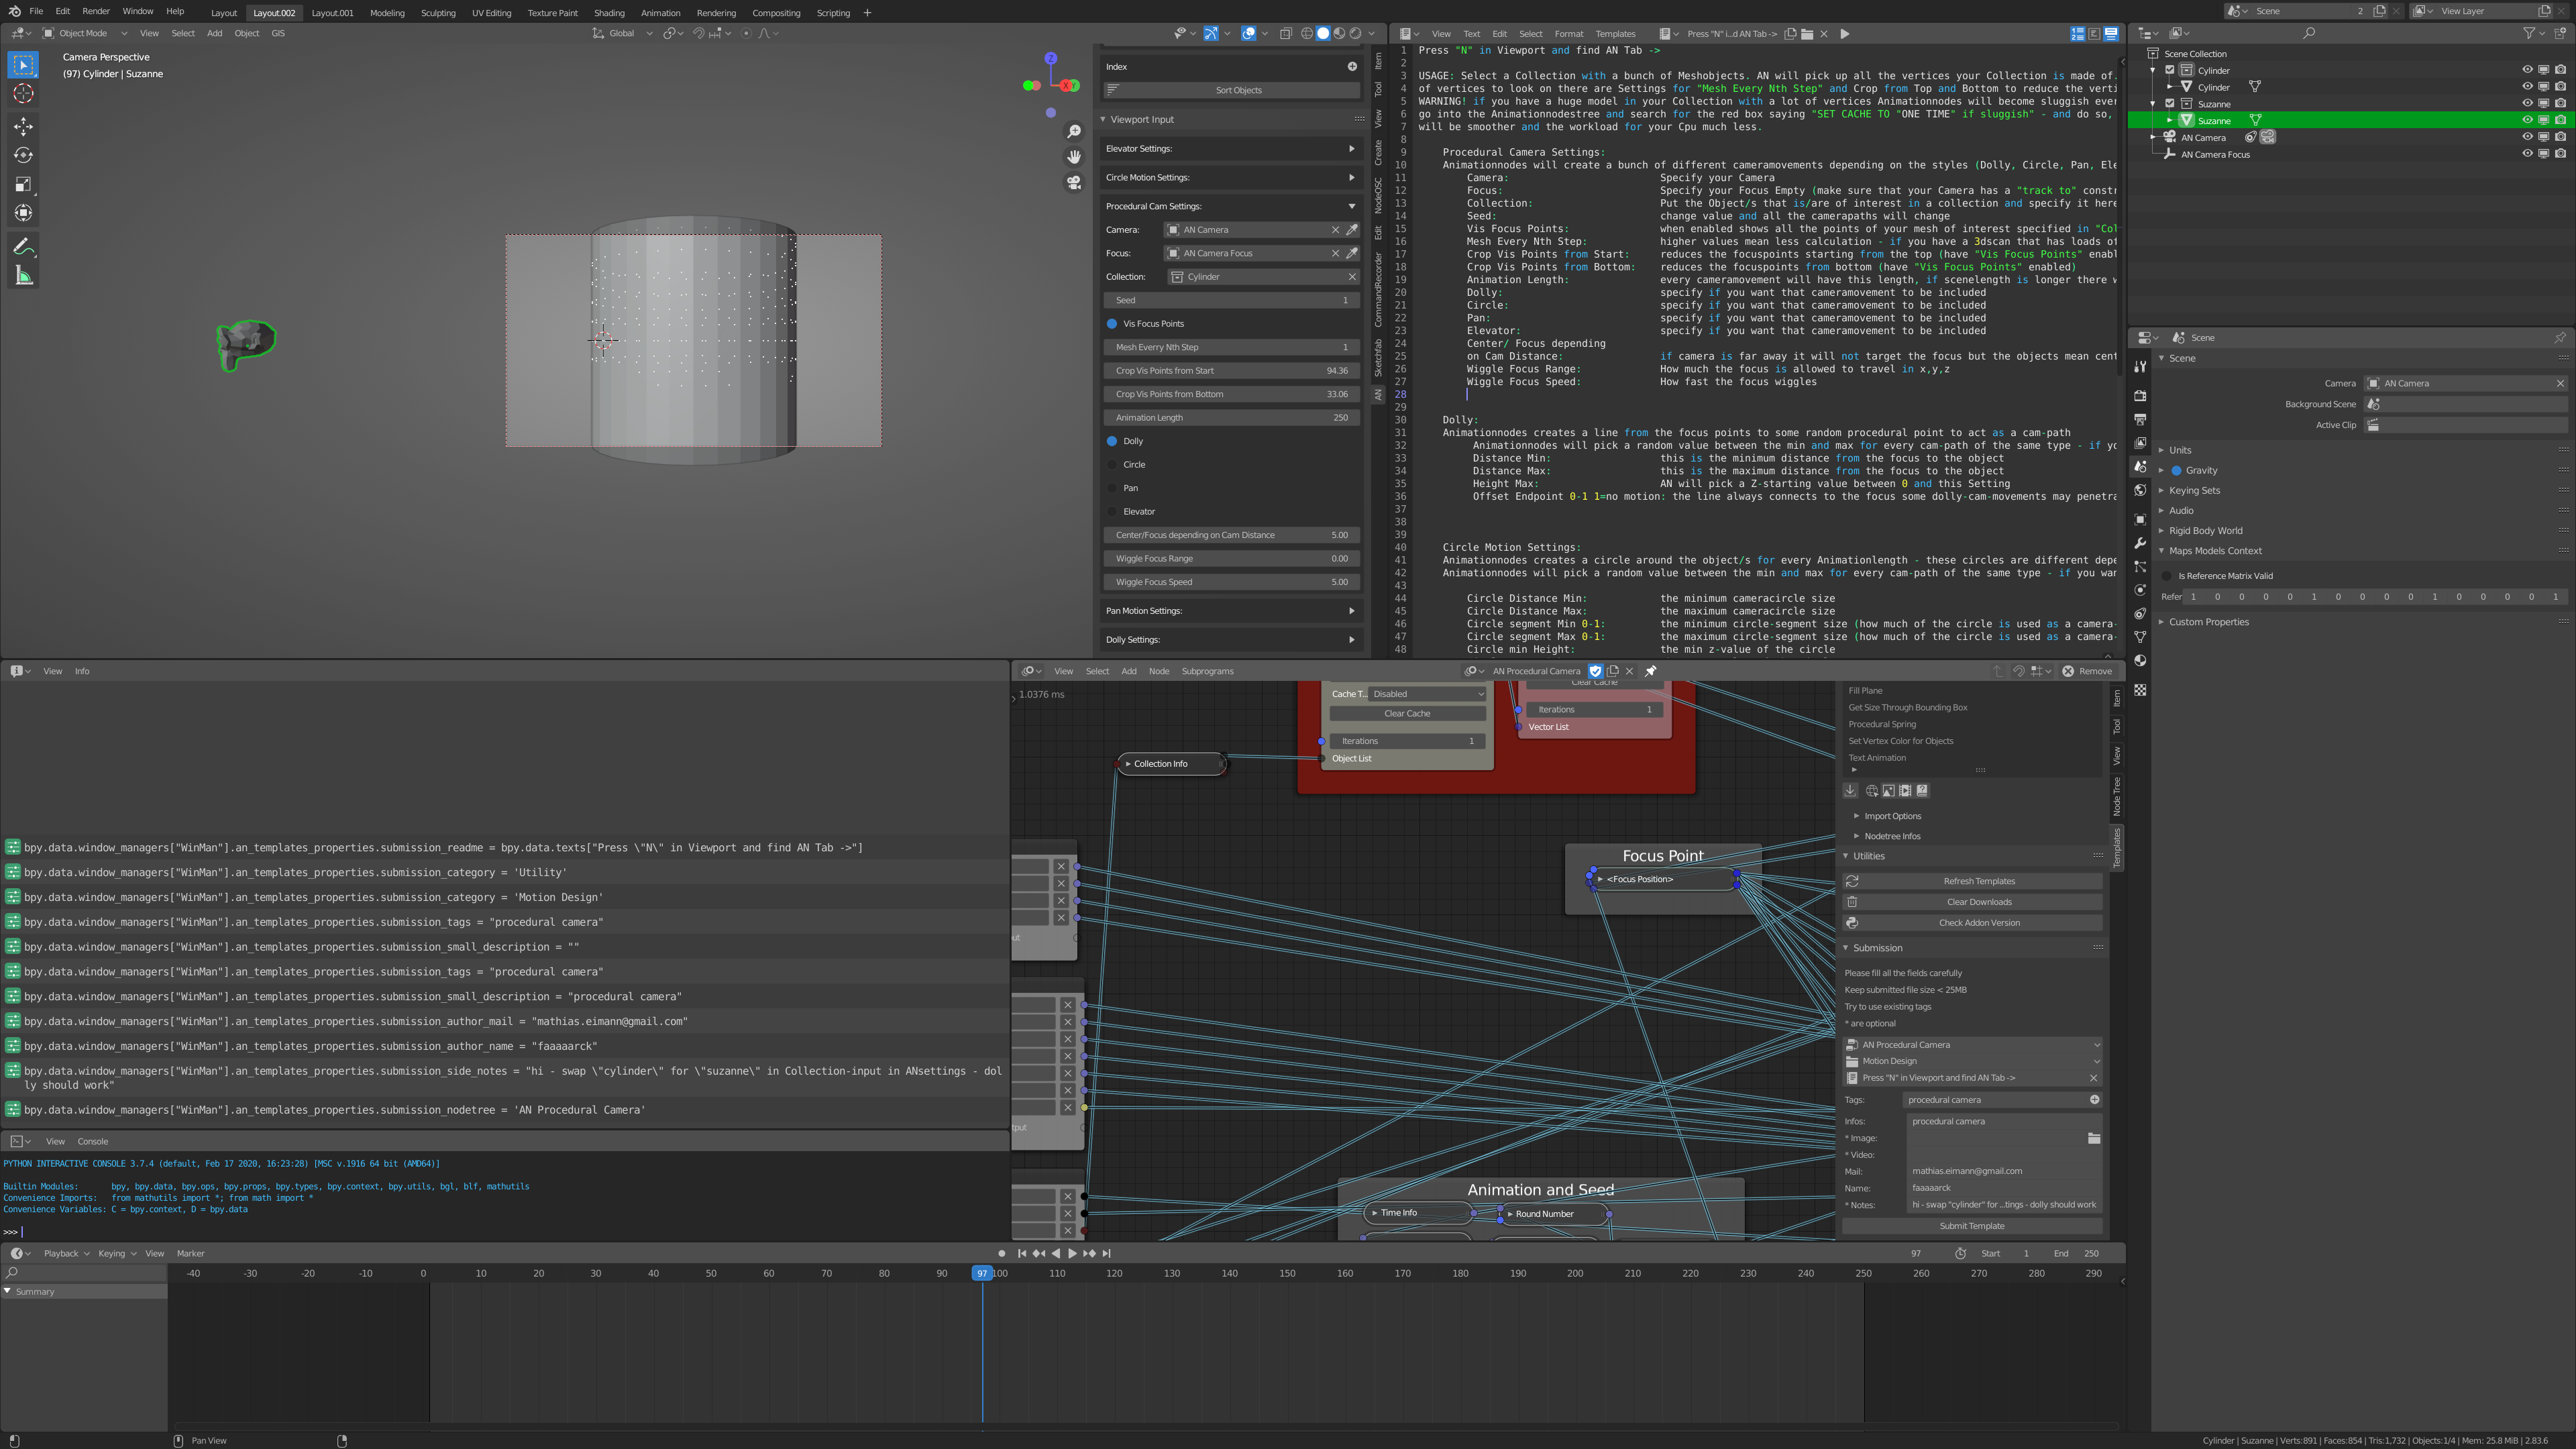 File Edit Render Window Help Layout Layout.002 Layout.001 Modeling Sculpting UV Editing Texture Paint Shading Animation Rendering Compositing Scripting +
Scene 2 View Layer
Object Mode View Select Add Object GIS Global
Camera Perspective
(97) Cylinder | Suzanne
Index
Sort Objects
Viewport Input
Elevator Settings:
Circle Motion Settings:
Procedural Cam Settings:
Camera: AN Camera
Focus: AN Camera Focus
Collection: Cylinder
Seed 1
Vis Focus Points
Mesh Everry Nth Step 1
Crop Vis Points from Start 94.36
Crop Vis Points from Bottom 33.06
Animation Length 250
Dolly
Circle
Pan
Elevator
Center/Focus depending on Cam Distance 5.00
Wiggle Focus Range 0.00
Wiggle Focus Speed 5.00
Pan Motion Settings:
Dolly Settings:
Item
Tool
View
Create
NodeOSC
Edit
CommandRecorder
Sketchfab
AN
View Text Edit Select Format Templates Press "N" i...d AN Tab ->
1 Press "N" in Viewport and find AN Tab ->
2
3 USAGE: Select a Collection with a bunch of Meshobjects. AN will pick up all the vertices your Collection is made of.
4 of vertices to look on there are Settings for "Mesh Every Nth Step" and Crop from Top and Bottom to reduce the verti
5 WARNING! if you have a huge model in your Collection with a lot of vertices Animationnodes will become sluggish ever
6 go into the Animationnodestree and search for the red box saying "SET CACHE TO "ONE TIME" if sluggish" - and do so,
7 will be smoother and the workload for your Cpu much less.
8
9 Procedural Camera Settings:
10 Animationnodes will create a bunch of different cameramovements depending on the styles (Dolly, Circle, Pan, Ele
11 Camera: Specify your Camera
12 Focus: Specify your Focus Empty (make sure that your Camera has a "track to" constr
13 Collection: Put the Object/s that is/are of interest in a collection and specify it here
14 Seed: change value and all the camerapaths will change
15 Vis Focus Points: when enabled shows all the points of your mesh of interest specified in "Col
16 Mesh Every Nth Step: higher values mean less calculation - if you have a 3dscan that has loads of
17 Crop Vis Points from Start: reduces the focuspoints starting from the top (have "Vis Focus Points" enabl
18 Crop Vis Points from Bottom: reduces the focuspoints from bottom (have "Vis Focus Points" enabled)
19 Animation Length: every cameramovement will have this length, if scenelength is longer there w
20 Dolly: specify if you want that cameramovement to be included
21 Circle: specify if you want that cameramovement to be included
22 Pan: specify if you want that cameramovement to be included
23 Elevator: specify if you want that cameramovement to be included
24 Center/ Focus depending
25 on Cam Distance: if camera is far away it will not target the focus but the objects mean cent
26 Wiggle Focus Range: How much the focus is allowed to travel in x,y,z
27 Wiggle Focus Speed: How fast the focus wiggles
28
29
30 Dolly:
31 Animationnodes creates a line from the focus points to some random procedural point to act as a cam-path
32 Animationnodes will pick a random value between the min and max for every cam-path of the same type - if yo
33 Distance Min: this is the minimum distance from the focus to the object
34 Distance Max: this is the maximum distance from the focus to the object
35 Height Max: AN will pick a Z-starting value between 0 and this Setting
36 Offset Endpoint 0-1 1=no motion: the line always connects to the focus some dolly-cam-movements may penetra
37
38
39
40 Circle Motion Settings:
41 Animationnodes creates a circle around the object/s for every Animationlength - these circles are different depe
42 Animationnodes will pick a random value between the min and max for every cam-path of the same type - if you war
43
44 Circle Distance Min: the minimum cameracircle size
45 Circle Distance Max: the maximum cameracircle size
46 Circle segment Min 0-1: the minimum circle-segment size (how much of the circle is used as a camera-
47 Circle segment Max 0-1: the maximum circle-segment size (how much of the circle is used as a camera-
48 Circle min Height: the min z-value of the circle
Scene Collection
Cylinder
Cylinder
Suzanne
Suzanne
AN Camera
AN Camera Focus
Scene
Scene
Camera AN Camera
Background Scene
Active Clip
Units
Gravity
Keying Sets
Audio
Rigid Body World
Maps Models Context
Is Reference Matrix Valid
Refer 1 0 0 0 0 1 0 0 0 0 1 0 0 0 0 1
Custom Properties
View Info
bpy.data.window_managers["WinMan"].an_templates_properties.submission_readme = bpy.data.texts["Press \"N\" in Viewport and find AN Tab ->"]
bpy.data.window_managers["WinMan"].an_templates_properties.submission_category = 'Utility'
bpy.data.window_managers["WinMan"].an_templates_properties.submission_category = 'Motion Design'
bpy.data.window_managers["WinMan"].an_templates_properties.submission_tags = "procedural camera"
bpy.data.window_managers["WinMan"].an_templates_properties.submission_small_description = ""
bpy.data.window_managers["WinMan"].an_templates_properties.submission_tags = "procedural camera"
bpy.data.window_managers["WinMan"].an_templates_properties.submission_small_description = "procedural camera"
bpy.data.window_managers["WinMan"].an_templates_properties.submission_author_mail = "mathias.eimann@gmail.com"
bpy.data.window_managers["WinMan"].an_templates_properties.submission_author_name = "faaaaarck"
bpy.data.window_managers["WinMan"].an_templates_properties.submission_side_notes = "hi - swap \"cylinder\" for \"suzanne\" in Collection-input in ANsettings - dol
ly should work"
bpy.data.window_managers["WinMan"].an_templates_properties.submission_nodetree = 'AN Procedural Camera'
View Console
PYTHON INTERACTIVE CONSOLE 3.7.4 (default, Feb 17 2020, 16:23:28) [MSC v.1916 64 bit (AMD64)]
Builtin Modules: bpy, bpy.data, bpy.ops, bpy.props, bpy.types, bpy.context, bpy.utils, bgl, blf, mathutils
Convenience Imports: from mathutils import *; from math import *
Convenience Variables: C = bpy.context, D = bpy.data
>>>
View Select Add Node Subprograms AN Procedural Camera Remove
1.0376 ms
Cache T... Disabled
Clear Cache
Iterations 1
Object List
Clear Cache
Iterations 1
Vector List
Collection Info
Focus Point
<Focus Position>
Animation and Seed
Time Info
Round Number
Fill Plane
Get Size Through Bounding Box
Procedural Spring
Set Vertex Color for Objects
Text Animation
Import Options
Nodetree Infos
Utilities
Refresh Templates
Clear Downloads
Check Addon Version
Submission
Please fill all the fields carefully
Keep submitted file size < 25MB
Try to use existing tags
* are optional
AN Procedural Camera
Motion Design
Press "N" in Viewport and find AN Tab ->
Tags: procedural camera
Infos: procedural camera
* Image:
* Video:
Mail: mathias.eimann@gmail.com
Name: faaaaarck
* Notes: hi - swap "cylinder" for ...tings - dolly should work
Submit Template
Item
Tool
View
Node Tree
Templates
Playback Keying View Marker 97 Start 1 End 250
-40 -30 -20 -10 0 10 20 30 40 50 60 70 80 90 97 100 110 120 130 140 150 160 170 180 190 200 210 220 230 240 250 260 270 280 290
Summary
Pan View
Cylinder | Suzanne | Verts:891 | Faces:854 | Tris:1,732 | Objects:1/4 | Mem: 25.8 MiB | 2.83.6